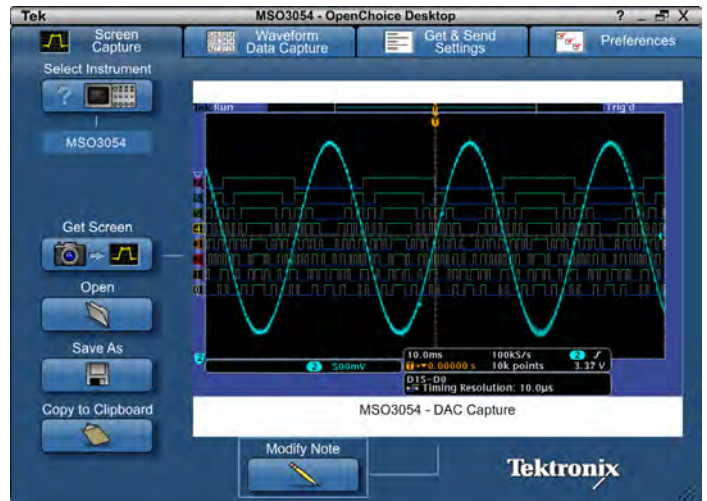 Tek
MSO3054 - OpenChoice Desktop
? _ X
Screen Capture
Waveform Data Capture
Get & Send Settings
Preferences
Select Instrument
?
MSO3054
Get Screen
Open
Save As
Copy to Clipboard
Run
Trig'd
2 500mV
10.0ms 100kS/s 2
0.00000 s 10k points 3.37 V
D15-D0
Timing Resolution: 10.0µs
MSO3054 - DAC Capture
Modify Note
Tektronix